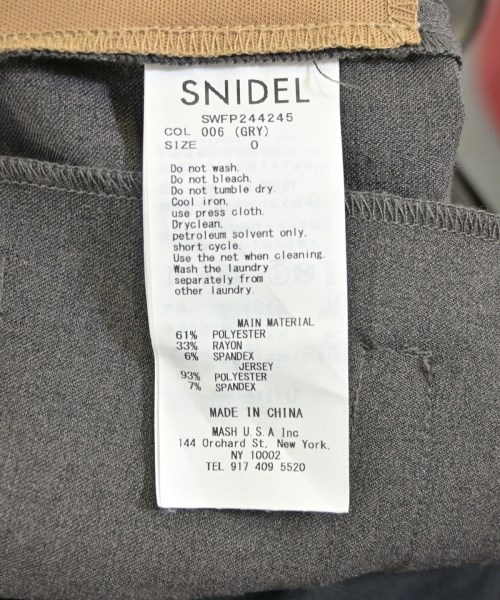 SNIDEL
SWFP244245
COL 006 (GRY)
SIZE 0
Do not wash.
Do not bleach.
Do not tumble dry.
Cool iron,
use press cloth.
Dryclean,
petroleum solvent only.
short cycle.
Use the net when cleaning.
Wash the laundry
separately from
other laundry.
MAIN MATERIAL
61% POLYESTER
33% RAYON
6% SPANDEX
JERSEY
93% POLYESTER
7% SPANDEX
MADE IN CHINA
MASH U.S.A Inc
144 Orchard St, New York,
NY 10002
TEL 917 409 5520